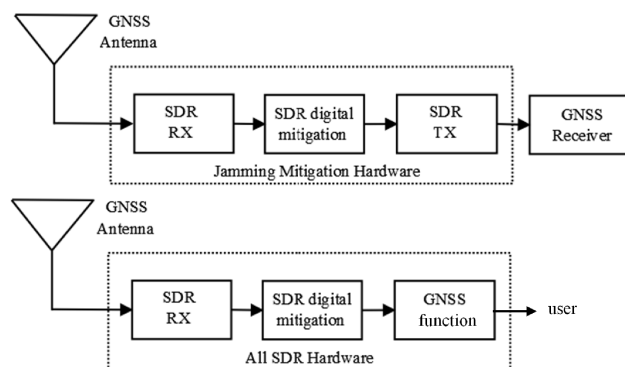 GNSS
Antenna
SDR
RX
SDR digital
mitigation
SDR
TX
GNSS
Receiver
Jamming Mitigation Hardware
GNSS
Antenna
SDR
RX
SDR digital
mitigation
GNSS
function
user
All SDR Hardware